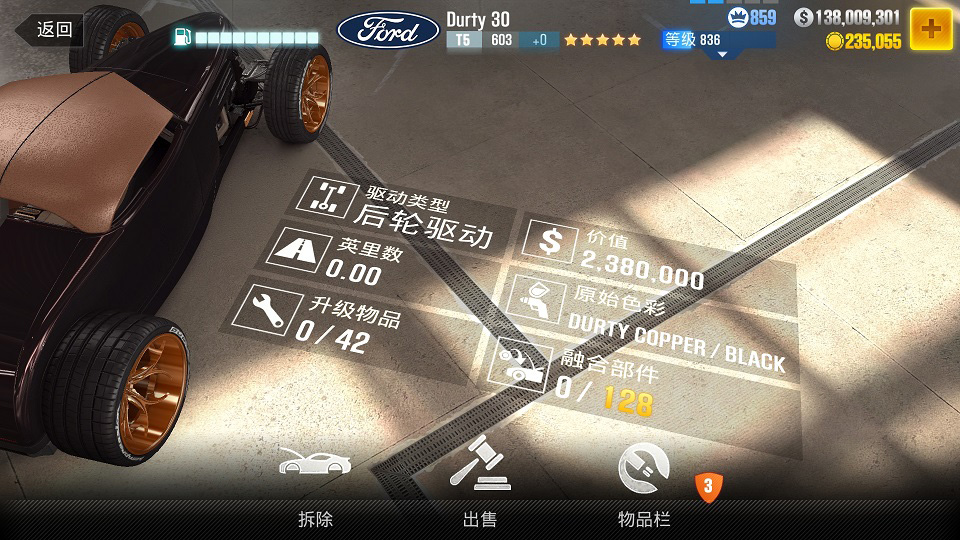 返回
Ford
Durty 30
T5 603 +0
等级 836
859
138,009,301
235,055
驱动类型
后轮驱动
英里数
0.00
升级物品
0 / 42
价值
2,380,000
原始色彩
DURTY COPPER / BLACK
融合部件
0 / 128
3
拆除
出售
物品栏